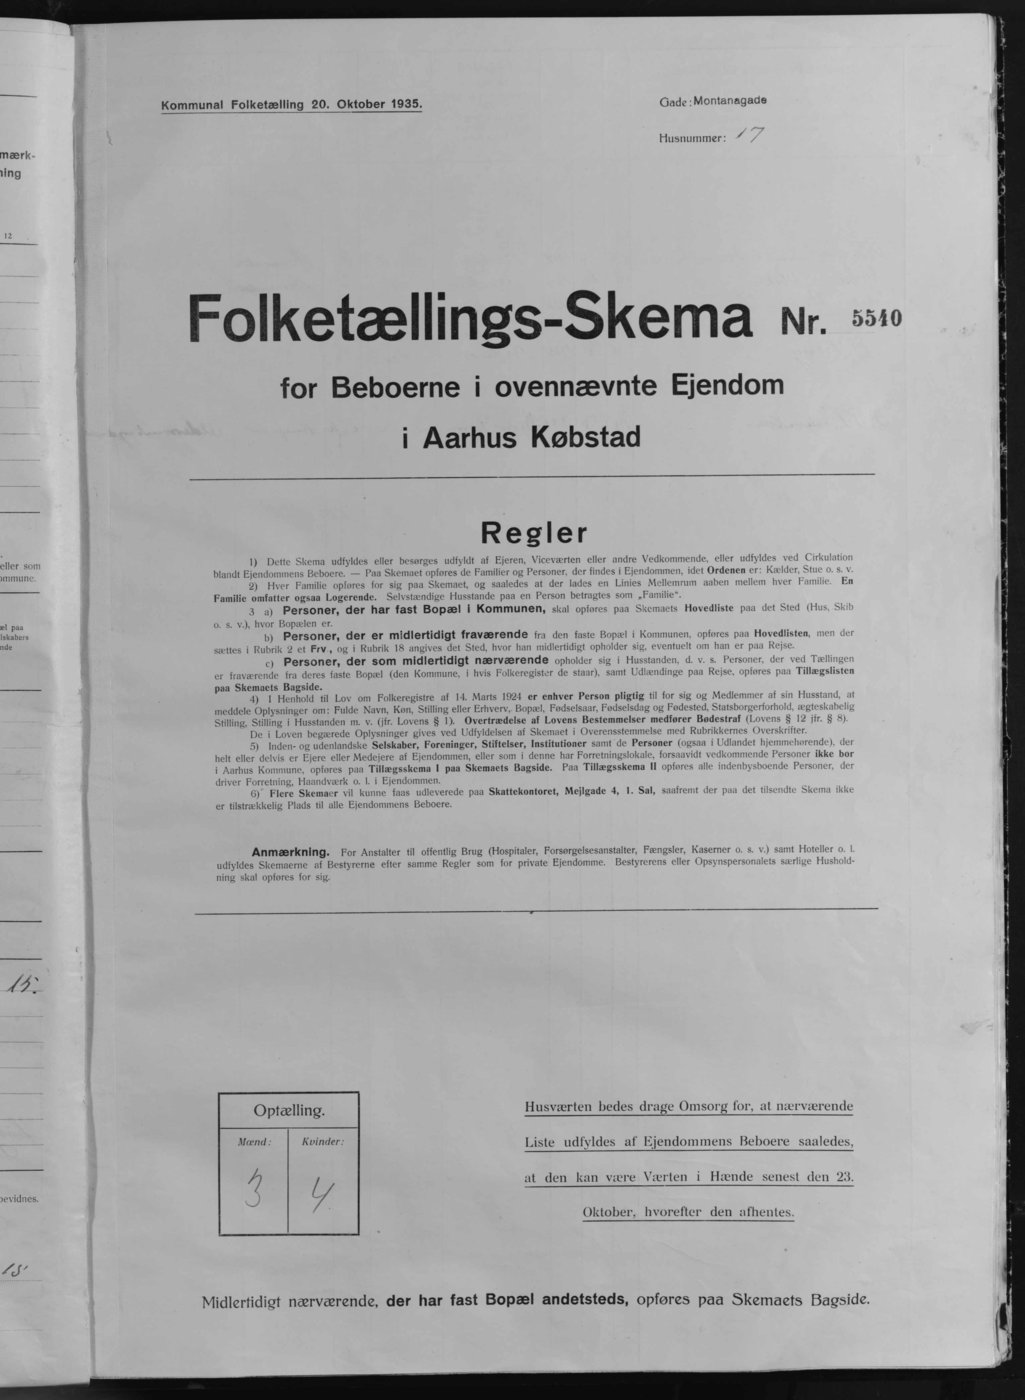 Kommunal Folketælling 20. Oktober 1935.
Gade: Montanagade
Husnummer: 17
Folketællings-Skema Nr. 5510
for Beboerne i ovennævnte Ejendom
i Aarhus Købstad
Regler
1) Dette Skema udfyldes eller besørges udfyldt af Ejeren, Viceværten eller andre Vedkommende, eller udfyldes ved Cirkulation
blandt Ejendommens Beboere. — Paa Skemaet opføres de Familier og Personer, der findes i Ejendommen, idet Ordenen er: Kælder, Stue o. s. v.
2) Hver Familie opføres for sig paa Skemaet, og saaledes at der lades en Linies Mellemrum aaben mellem hver Familie. En
Familie omfatter ogsaa Logerende. Selvstændige Husstande paa en Person betragtes som „Familie“.
3 a) Personer, der har fast Bopæl i Kommunen, skal opføres paa Skemaets Hovedliste paa det Sted (Hus, Skib
o. s. v.), hvor Bopælen er.
b) Personer, der er midlertidigt fraværende fra den faste Bopæl i Kommunen, opføres paa Hovedlisten, men der
sættes i Rubrik 2 et Frv., og i Rubrik 18 angives det Sted, hvor han midlertidigt opholder sig, eventuelt om han er paa Rejse.
c) Personer, der som midlertidigt nærværende opholder sig i Husstanden, d. v. s. Personer, der ved Tællingen
er fraværende fra deres faste Bopæl (den Kommune, i hvis Folkeregister de staar), samt Udlændinge paa Rejse, opføres paa Tillægslisten
paa Skemaets Bagside.
4) I Henhold til Lov om Folkeregistre af 14. Marts 1924 er enhver Person pligtig til for sig og Medlemmer af sin Husstand, at
meddele Oplysninger om: Fulde Navn, Køn, Stilling eller Erhverv, Bopæl, Fødselsaar, Fødselsdag og Fødested, Statsborgerforhold, ægteskabelig
Stilling, Stilling i Husstanden m. v. (jfr. Lovens § 1). Overtrædelse af Lovens Bestemmelser medfører Bødestraf (Lovens § 12 jfr. § 8).
De i Loven begærede Oplysninger gives ved Udfyldelsen af Skemaet i Overensstemmelse med Rubrikkernes Overskrifter.
5) Inden- og udenlandske Selskaber, Foreninger, Stiftelser, Institutioner samt de Personer (ogsaa i Udlandet hjemmehørende), der
helt eller delvis er Ejere eller Medejere af Ejendommen, eller som i denne har Forretningslokale, forsaavidt vedkommende Personer ikke bor
i Aarhus Kommune, opføres paa Tillægsskema I paa Skemaets Bagside. Paa Tillægsskema II opføres alle indenbysboende Personer, der
driver Forretning, Haandværk o. l. i Ejendommen.
6) Flere Skemaer vil kunne faas udleverede paa Skattekontoret, Mejlgade 4, 1. Sal, saafremt der paa det tilsendte Skema ikke
er tilstrækkelig Plads til alle Ejendommens Beboere.
Anmærkning. For Anstalter til offentlig Brug (Hospitaler, Forsørgelsesanstalter, Fængsler, Kaserner o. s. v.) samt Hoteller o. l.
udfyldes Skemaerne af Bestyrerne efter samme Regler som for private Ejendomme. Bestyrerens eller Opsynspersonalets særlige Hushold-
ning skal opføres for sig.
Optælling.
Mænd: Kvinder:
3 4
Husværten bedes drage Omsorg for, at nærværende
Liste udfyldes af Ejendommens Beboere saaledes,
at den kan være Værten i Hænde senest den 23.
Oktober, hvorefter den afhentes.
Midlertidigt nærværende, der har fast Bopæl andetsteds, opføres paa Skemaets Bagside.
mærk-
ning
12
eller som
ommune.
æl paa
lskabers
nde
15.
bevidnes.
15